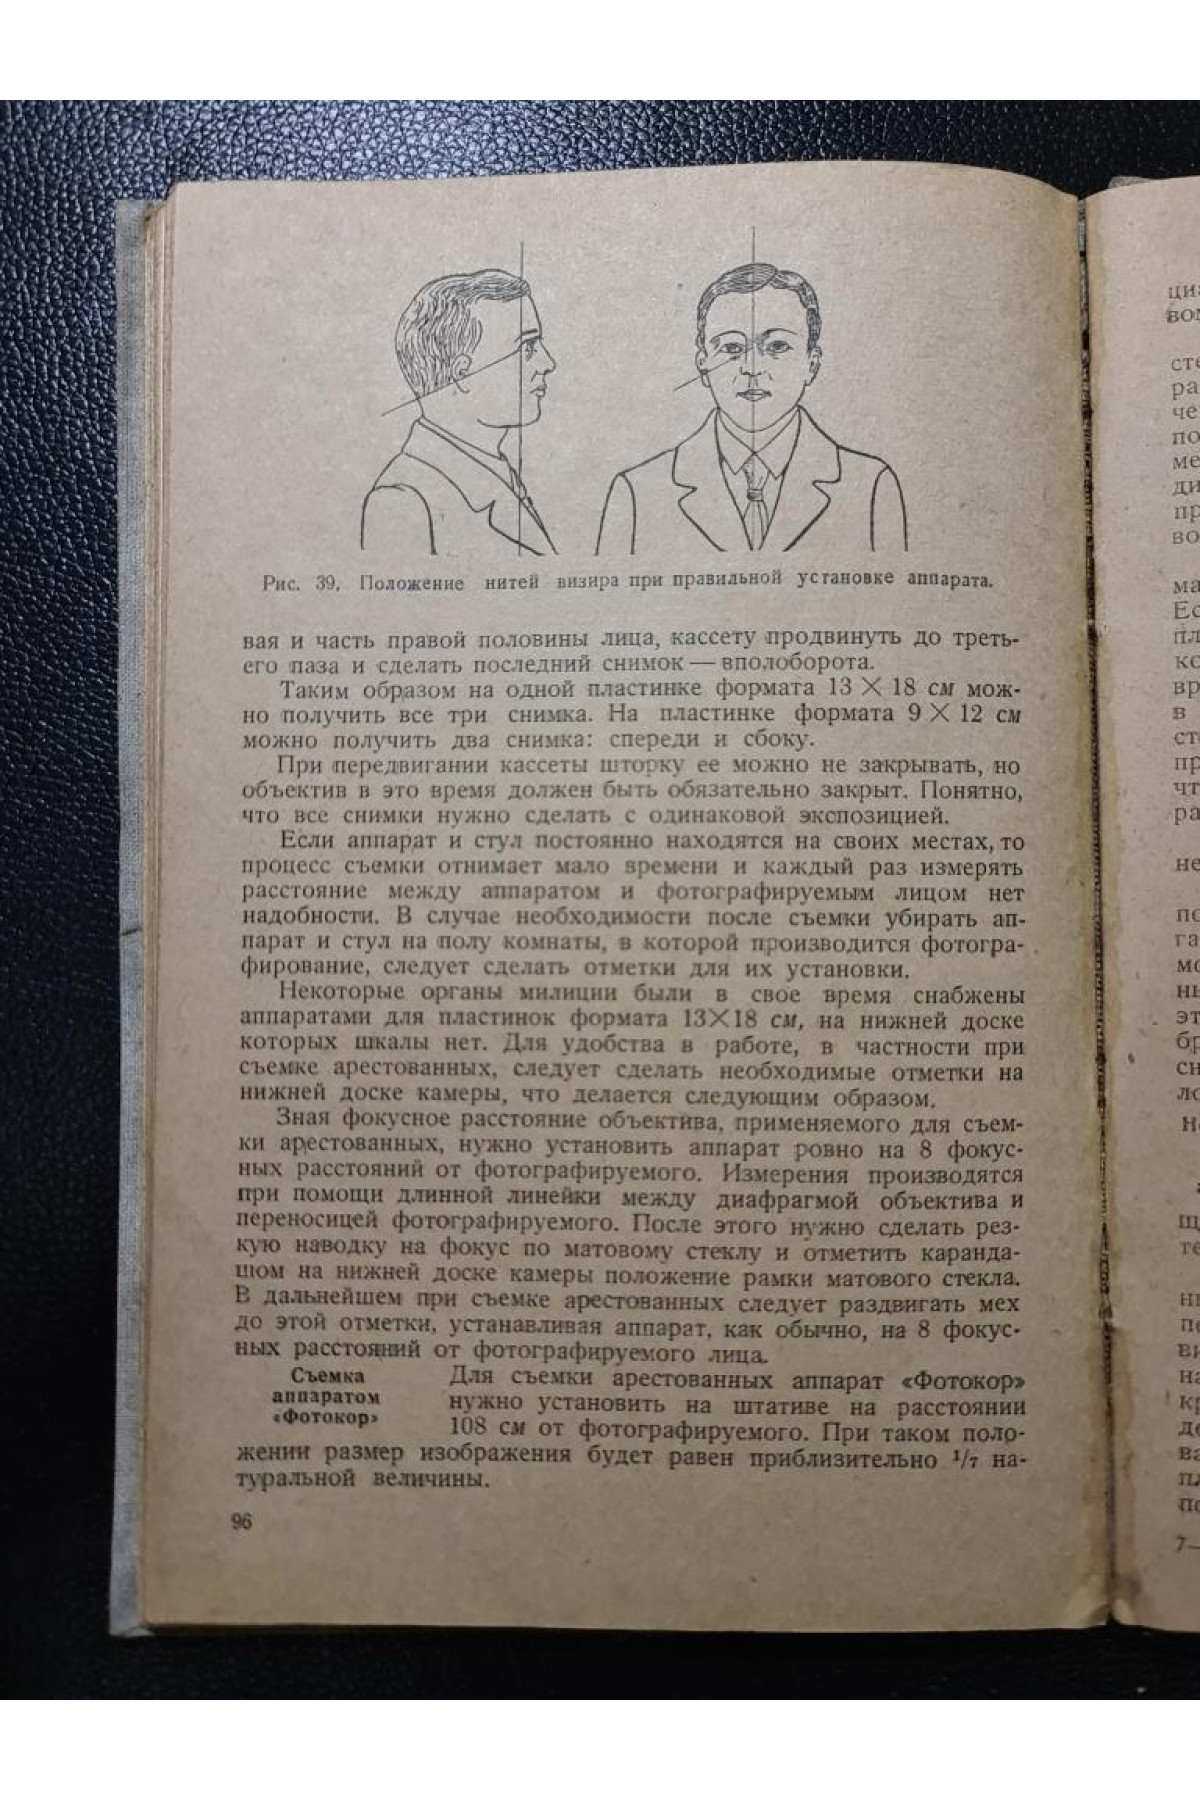 Рис. 39. Положение нитей визира при правильной установке аппарата.
вая и часть правой половины лица, кассету продвинуть до треть-
его паза и сделать последний снимок — вполоборота.
Таким образом на одной пластинке формата 13 × 18 см мож-
но получить все три снимка. На пластинке формата 9 × 12 см
можно получить два снимка: спереди и сбоку.
При передвигании кассеты шторку ее можно не закрывать, но
объектив в это время должен быть обязательно закрыт. Понятно,
что все снимки нужно сделать с одинаковой экспозицией.
Если аппарат и стул постоянно находятся на своих местах, то
процесс съемки отнимает мало времени и каждый раз измерять
расстояние между аппаратом и фотографируемым лицом нет
надобности. В случае необходимости после съемки убирать ап-
парат и стул на полу комнаты, в которой производится фотогра-
фирование, следует сделать отметки для их установки.
Некоторые органы милиции были в свое время снабжены
аппаратами для пластинок формата 13×18 см, на нижней доске
которых шкалы нет. Для удобства в работе, в частности при
съемке арестованных, следует сделать необходимые отметки на
нижней доске камеры, что делается следующим образом.
Зная фокусное расстояние объектива, применяемого для съем-
ки арестованных, нужно установить аппарат ровно на 8 фокус-
ных расстояний от фотографируемого. Измерения производятся
при помощи длинной линейки между диафрагмой объектива и
переносицей фотографируемого. После этого нужно сделать рез-
кую наводку на фокус по матовому стеклу и отметить каранда-
шом на нижней доске камеры положение рамки матового стекла.
В дальнейшем при съемке арестованных следует раздвигать мех
до этой отметки, устанавливая аппарат, как обычно, на 8 фокус-
ных расстояний от фотографируемого лица.
Съемка
аппаратом
«Фотокор»
Для съемки арестованных аппарат «Фотокор»
нужно установить на штативе на расстоянии
108 см от фотографируемого. При таком поло-
жении размер изображения будет равен приблизительно 1/7 на-
туральной величины.
96